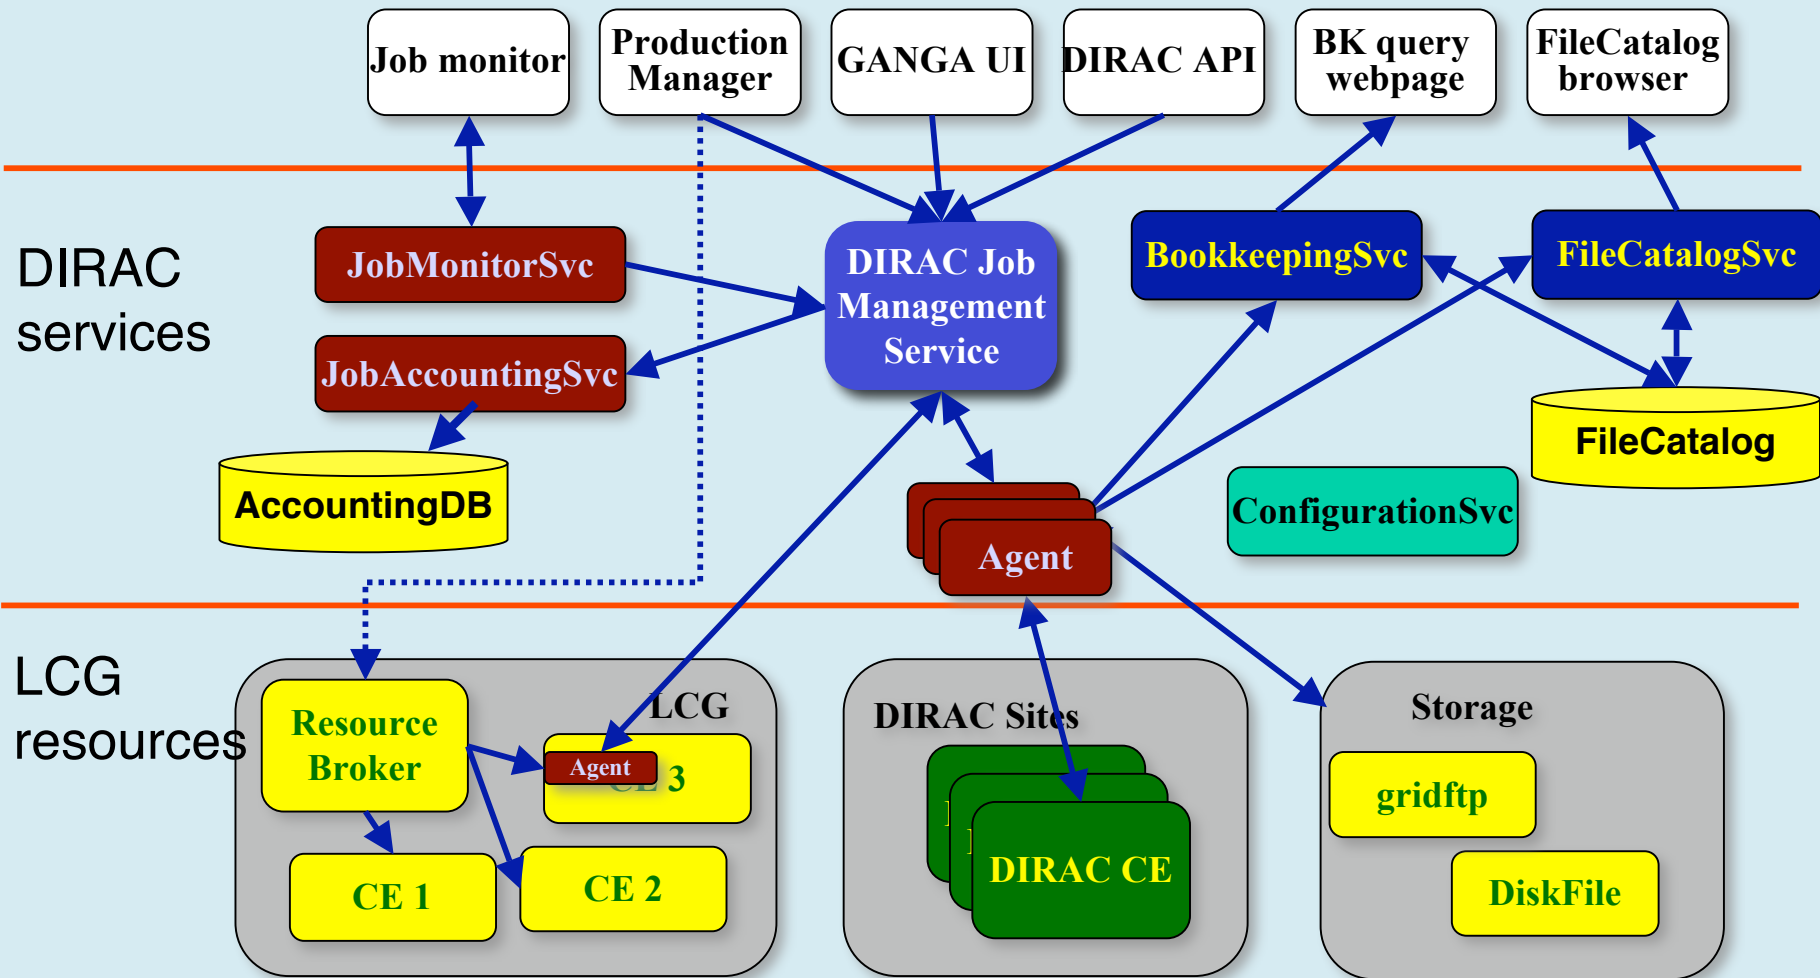 Job monitor
Production
Manager
GANGA UI
DIRAC API
BK query
webpage
FileCatalog
browser
DIRAC
services
JobMonitorSvc
JobAccountingSvc
AccountingDB
DIRAC Job
Management
Service
BookkeepingSvc
FileCatalogSvc
FileCatalog
ConfigurationSvc
Agent
LCG
resources
LCG
Resource
Broker
Agent
CE 3
CE 1
CE 2
DIRAC Sites
DIRAC CE
Storage
gridftp
DiskFile